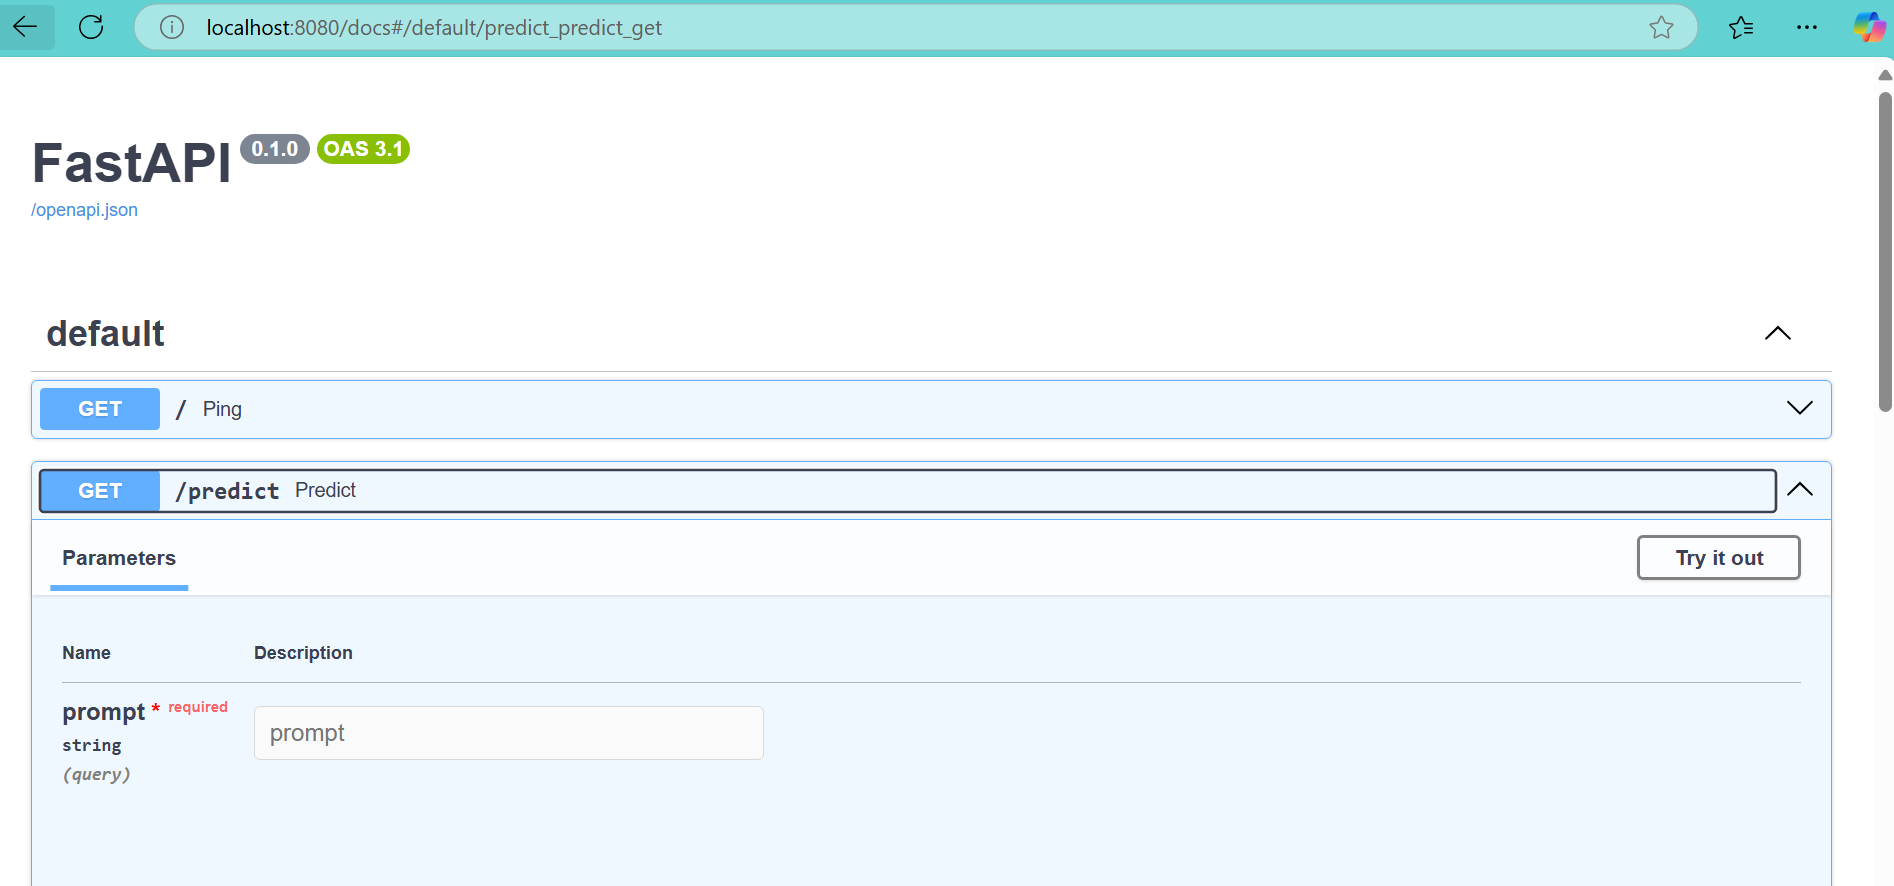 localhost:8080/docs#/default/predict_predict_get
FastAPI 0.1.0 OAS 3.1
/openapi.json
default
GET / Ping
GET /predict Predict
Parameters Try it out
Name Description
prompt * required
string
(query)
prompt